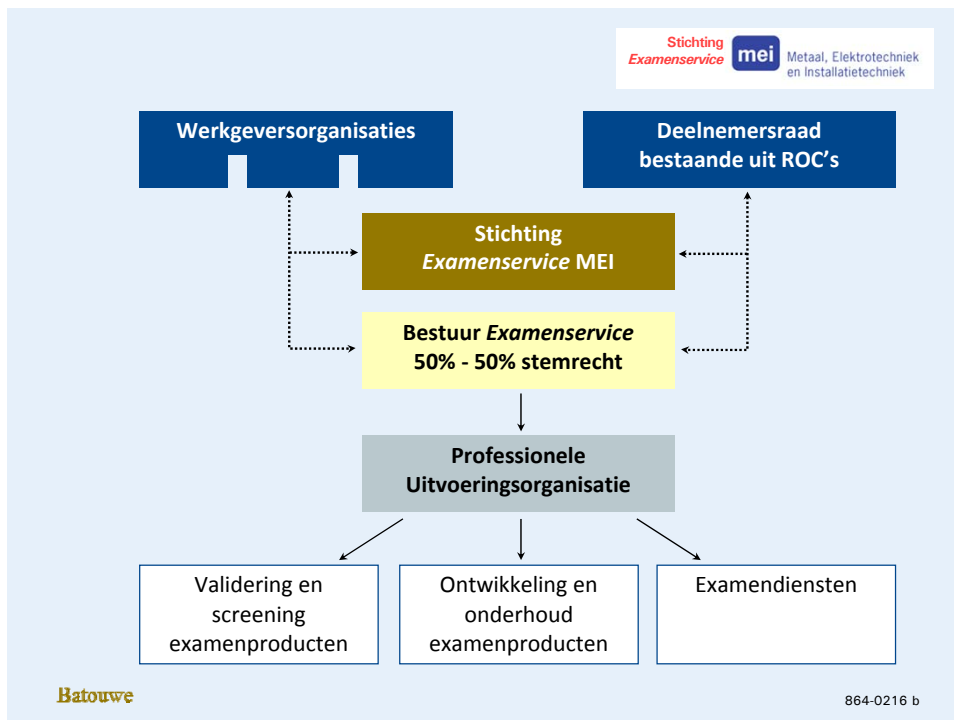 Stichting
Examenservice
mei
Metaal, Elektrotechniek
en Installatietechniek
Werkgeversorganisaties
Deelnemersraad
bestaande uit ROC's
Stichting
Examenservice MEI
Bestuur Examenservice
50% - 50% stemrecht
Professionele
Uitvoeringsorganisatie
Validering en
screening
examenproducten
Ontwikkeling en
onderhoud
examenproducten
Examendiensten
Batouwe
864-0216 b